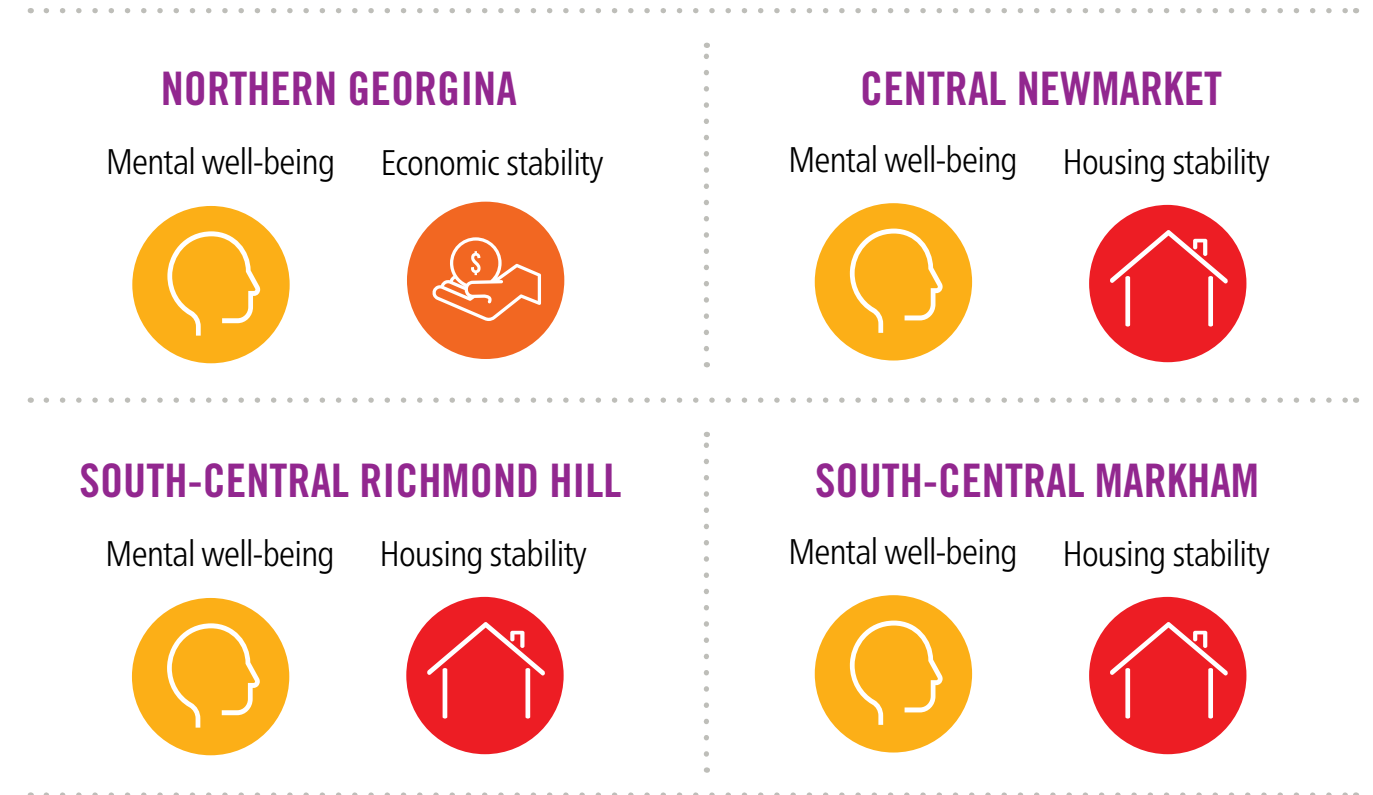 NORTHERN GEORGINA
Mental well-being
Economic stability
$
CENTRAL NEWMARKET
Mental well-being
Housing stability
SOUTH-CENTRAL RICHMOND HILL
Mental well-being
Housing stability
SOUTH-CENTRAL MARKHAM
Mental well-being
Housing stability